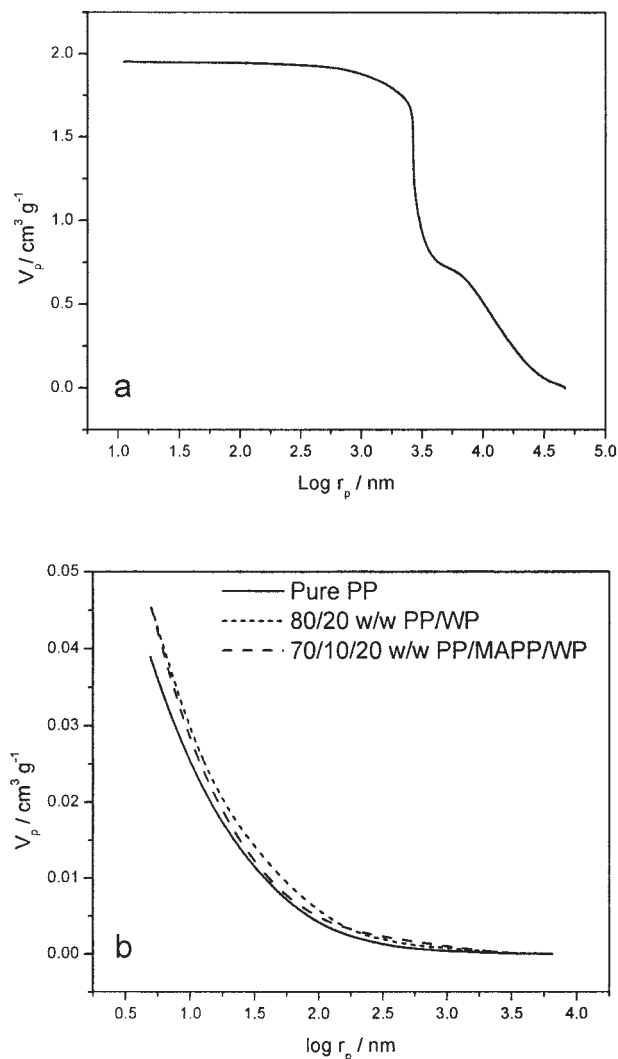 2.0
1.5
1.0
0.5
0.0
V_p / cm³ g⁻¹
a
1.0 1.5 2.0 2.5 3.0 3.5 4.0 4.5 5.0
Log r_p / nm
0.05
0.04
0.03
0.02
0.01
0.00
V_p / cm³ g⁻¹
Pure PP
80/20 w/w PP/WP
70/10/20 w/w PP/MAPP/WP
b
0.5 1.0 1.5 2.0 2.5 3.0 3.5 4.0
log r_p / nm